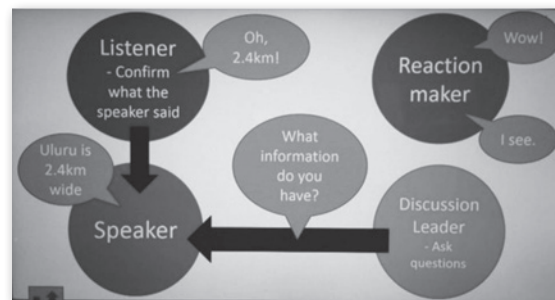 Listener
- Confirm
what the
speaker said
Oh,
2.4km!
Wow!
Reaction
maker
I see.
Uluru is
2.4km
wide
Speaker
What
information
do you
have?
Discussion
Leader
- Ask
questions